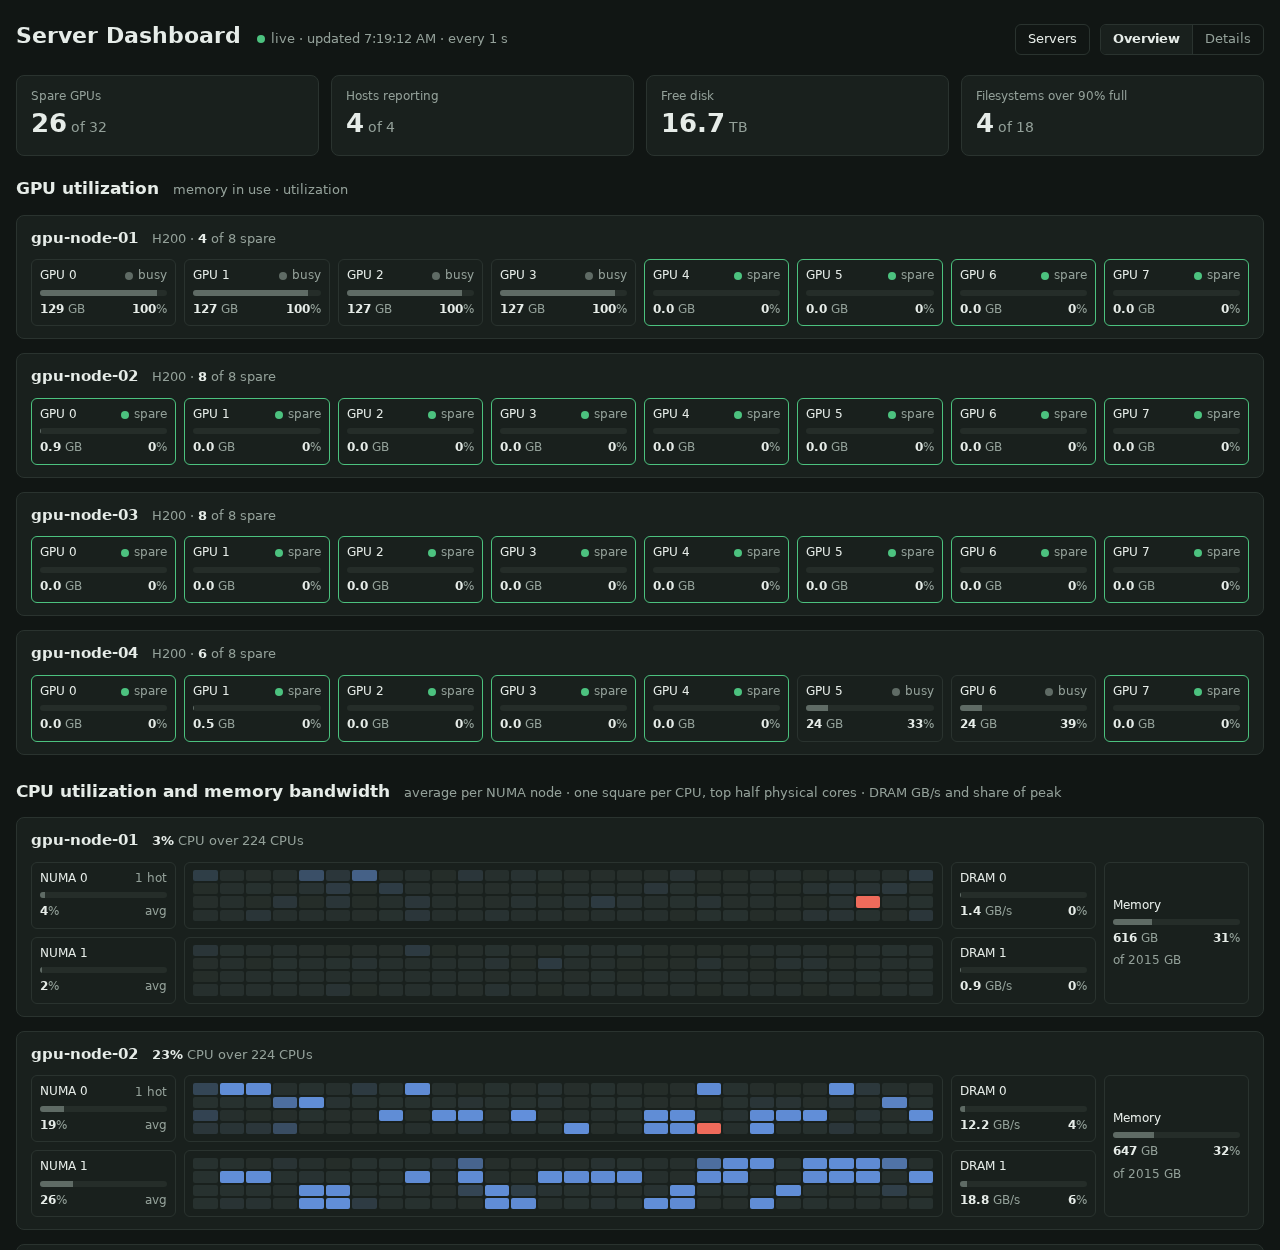 Server Dashboard live · updated 7:19:12 AM · every 1 s Servers Overview Details
Spare GPUs Hosts reporting Free disk Filesystems over 90% full
26 of 32 4 of 4 16.7 TB 4 of 18
GPU utilization memory in use · utilization
gpu-node-01 H200 · 4 of 8 spare
GPU 0 busy GPU 1 busy GPU 2 busy GPU 3 busy GPU 4 spare GPU 5 spare GPU 6 spare GPU 7 spare
129 GB 100% 127 GB 100% 127 GB 100% 127 GB 100% 0.0 GB 0% 0.0 GB 0% 0.0 GB 0% 0.0 GB 0%
gpu-node-02 H200 · 8 of 8 spare
GPU 0 spare GPU 1 spare GPU 2 spare GPU 3 spare GPU 4 spare GPU 5 spare GPU 6 spare GPU 7 spare
0.9 GB 0% 0.0 GB 0% 0.0 GB 0% 0.0 GB 0% 0.0 GB 0% 0.0 GB 0% 0.0 GB 0% 0.0 GB 0%
gpu-node-03 H200 · 8 of 8 spare
GPU 0 spare GPU 1 spare GPU 2 spare GPU 3 spare GPU 4 spare GPU 5 spare GPU 6 spare GPU 7 spare
0.0 GB 0% 0.0 GB 0% 0.0 GB 0% 0.0 GB 0% 0.0 GB 0% 0.0 GB 0% 0.0 GB 0% 0.0 GB 0%
gpu-node-04 H200 · 6 of 8 spare
GPU 0 spare GPU 1 spare GPU 2 spare GPU 3 spare GPU 4 spare GPU 5 busy GPU 6 busy GPU 7 spare
0.0 GB 0% 0.5 GB 0% 0.0 GB 0% 0.0 GB 0% 0.0 GB 0% 24 GB 33% 24 GB 39% 0.0 GB 0%
CPU utilization and memory bandwidth average per NUMA node · one square per CPU, top half physical cores · DRAM GB/s and share of peak
gpu-node-01 3% CPU over 224 CPUs
NUMA 0 1 hot DRAM 0
4% avg 1.4 GB/s 0%
NUMA 1 DRAM 1
2% avg 0.9 GB/s 0%
Memory
616 GB 31%
of 2015 GB
gpu-node-02 23% CPU over 224 CPUs
NUMA 0 1 hot DRAM 0
19% avg 12.2 GB/s 4%
NUMA 1 DRAM 1
26% avg 18.8 GB/s 6%
Memory
647 GB 32%
of 2015 GB